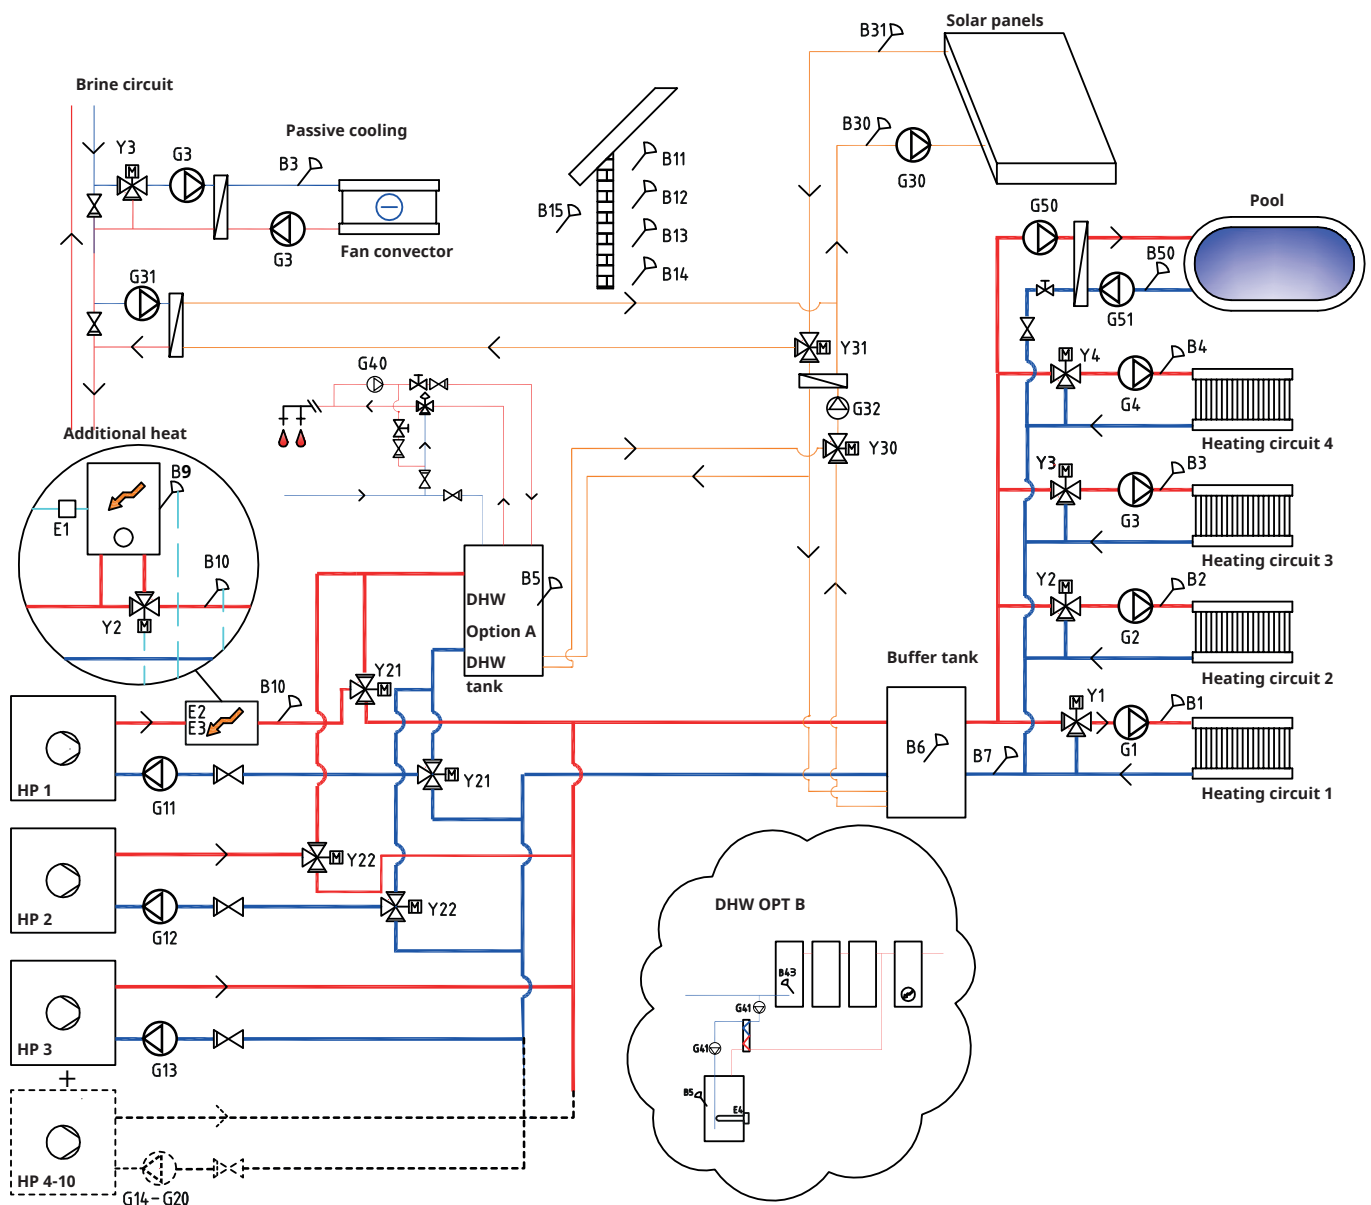 Solar panels
B31
Brine circuit
Passive cooling
Y3
G3
B3
B30
G30
B11
B12
B13
B14
B15
G3
Fan convector
G50
Pool
B50
G51
G31
Y31
G40
G32
Y30
Y4
B4
G4
Heating circuit 4
Additional heat
B9
E1
B10
Y2
M
Y3
B3
G3
Heating circuit 3
B5
DHW
Option A
DHW
tank
Y2
B2
G2
Heating circuit 2
Buffer tank
Y21
M
B10
E2
E3
B6
B7
Y1
B1
G1
Heating circuit 1
HP 1
G11
Y21
M
HP 2
G12
Y22
M
Y22
M
DHW OPT B
B43
G41
G41
B5
E4
HP 3
G13
+
HP 4-10
G14-G20
M
M
M
M
M
M
M